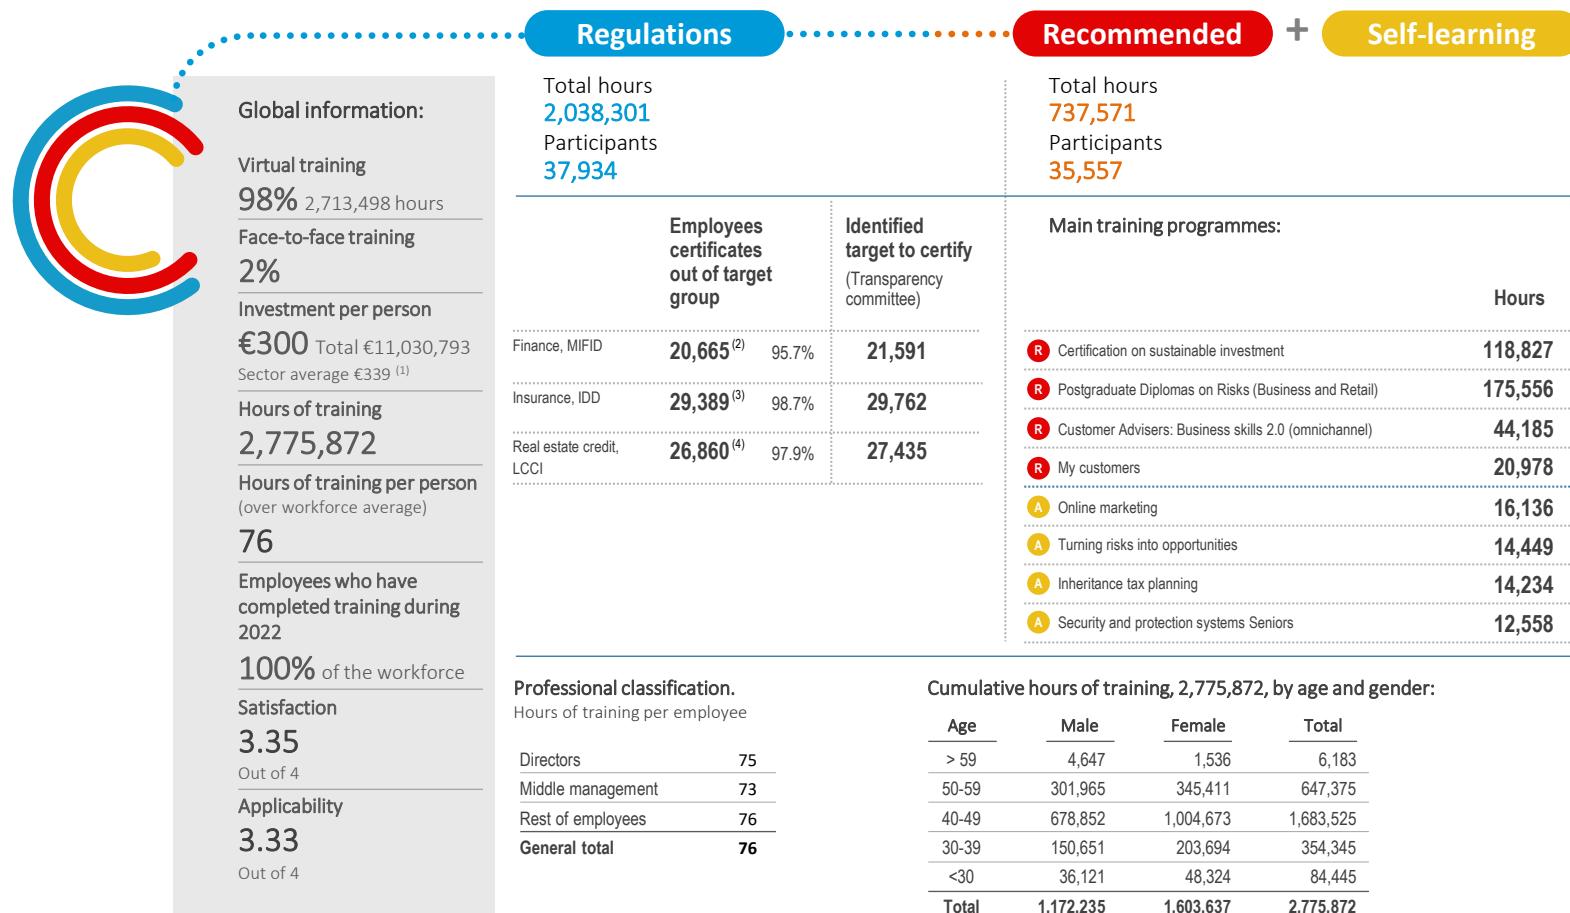 Regulations
Recommended + Self-learning
Global information:
Virtual training
98% 2,713,498 hours
Face-to-face training
2%
Investment per person
€300 Total €11,030,793
Sector average €339 (1)
Hours of training
2,775,872
Hours of training per person
(over workforce average)
76
Employees who have
completed training during
2022
100% of the workforce
Satisfaction
3.35
Out of 4
Applicability
3.33
Out of 4
Total hours
2,038,301
Participants
37,934
Total hours
737,571
Participants
35,557
Employees
certificates
out of target
group
Identified
target to certify
(Transparency
committee)
Finance, MIFID 20,665 (2) 95.7% 21,591
Insurance, IDD 29,389 (3) 98.7% 29,762
Real estate credit,
LCCI 26,860 (4) 97.9% 27,435
Main training programmes:
Hours
R Certification on sustainable investment 118,827
R Postgraduate Diplomas on Risks (Business and Retail) 175,556
R Customer Advisers: Business skills 2.0 (omnichannel) 44,185
R My customers 20,978
A Online marketing 16,136
A Turning risks into opportunities 14,449
A Inheritance tax planning 14,234
A Security and protection systems Seniors 12,558
Professional classification.
Hours of training per employee
Directors 75
Middle management 73
Rest of employees 76
General total 76
Cumulative hours of training, 2,775,872, by age and gender:
Age Male Female Total
> 59 4,647 1,536 6,183
50-59 301,965 345,411 647,375
40-49 678,852 1,004,673 1,683,525
30-39 150,651 203,694 354,345
<30 36,121 48,324 84,445
Total 1,172,235 1,603,637 2,775,872